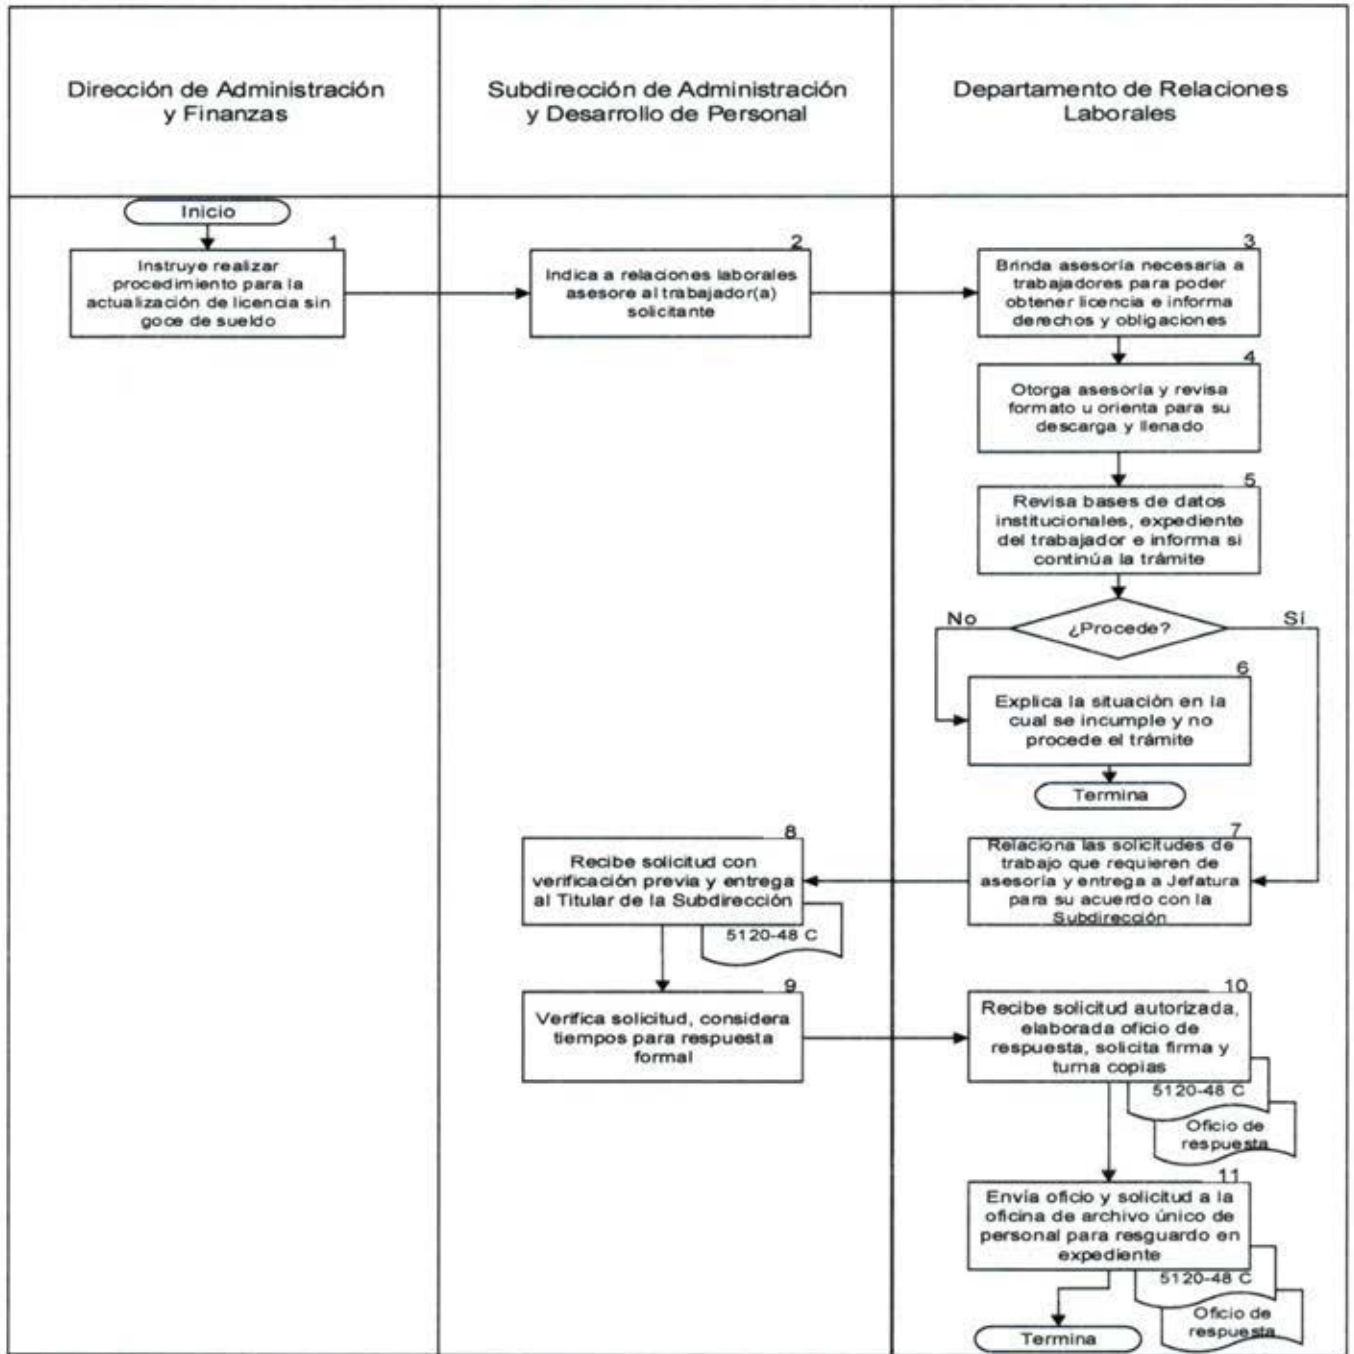 Dirección de Administración
y Finanzas
Subdirección de Administración
y Desarrollo de Personal
Departamento de Relaciones
Laborales
Inicio
1
Instruye realizar
procedimiento para la
actualización de licencia sin
goce de sueldo
2
Indica a relaciones laborales
asesore al trabajador(a)
solicitante
3
Brinda asesoría necesaria a
trabajadores para poder
obtener licencia e informa
derechos y obligaciones
4
Otorga asesoría y revisa
formato u orienta para su
descarga y llenado
5
Revisa bases de datos
institucionales, expediente
del trabajador e informa si
continúa la trámite
No
¿Procede?
Sí
6
Explica la situación en la
cual se incumple y no
procede el trámite
Termina
7
Relaciona las solicitudes de
trabajo que requieren de
asesoría y entrega a Jefatura
para su acuerdo con la
Subdirección
8
Recibe solicitud con
verificación previa y entrega
al Titular de la Subdirección
5120-48 C
9
Verifica solicitud, considera
tiempos para respuesta
formal
10
Recibe solicitud autorizada,
elaborada oficio de
respuesta, solicita firma y
turna copias
5120-48 C
Oficio de
respuesta
11
Envía oficio y solicitud a la
oficina de archivo único de
personal para resguardo en
expediente
5120-48 C
Oficio de
respuesta
Termina